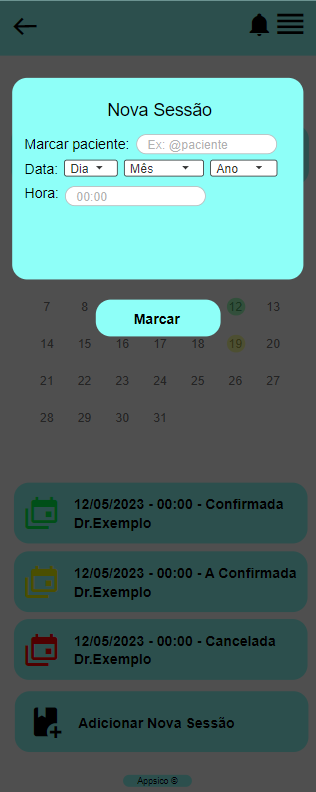 Nova Sessão
Marcar paciente: Ex: @paciente
Data: Dia Mês Ano
Hora: 00:00
7 8 12 13
Marcar
14 15 16 17 18 19 20
21 22 23 24 25 26 27
28 29 30 31
12/05/2023 - 00:00 - Confirmada
Dr.Exemplo
12/05/2023 - 00:00 - A Confirmada
Dr.Exemplo
12/05/2023 - 00:00 - Cancelada
Dr.Exemplo
Adicionar Nova Sessão
Appsico ©